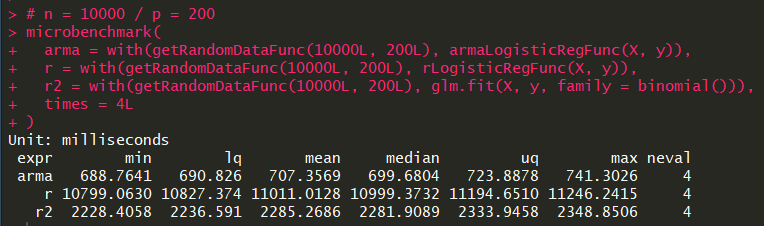 > # n = 10000 / p = 200
> microbenchmark(
+   arma = with(getRandomDataFunc(10000L, 200L), armaLogisticRegFunc(X, y)),
+   r = with(getRandomDataFunc(10000L, 200L), rLogisticRegFunc(X, y)),
+   r2 = with(getRandomDataFunc(10000L, 200L), glm.fit(X, y, family = binomial())),
+   times = 4L
+ )
Unit: milliseconds
 expr        min        lq       mean     median         uq        max neval
 arma   688.7641   690.826   707.3569   699.6804   723.8878   741.3026     4
    r 10799.0630 10827.374 11011.0128 10999.3732 11194.6510 11246.2415     4
   r2  2228.4058  2236.591  2285.2686  2281.9089  2333.9458  2348.8506     4